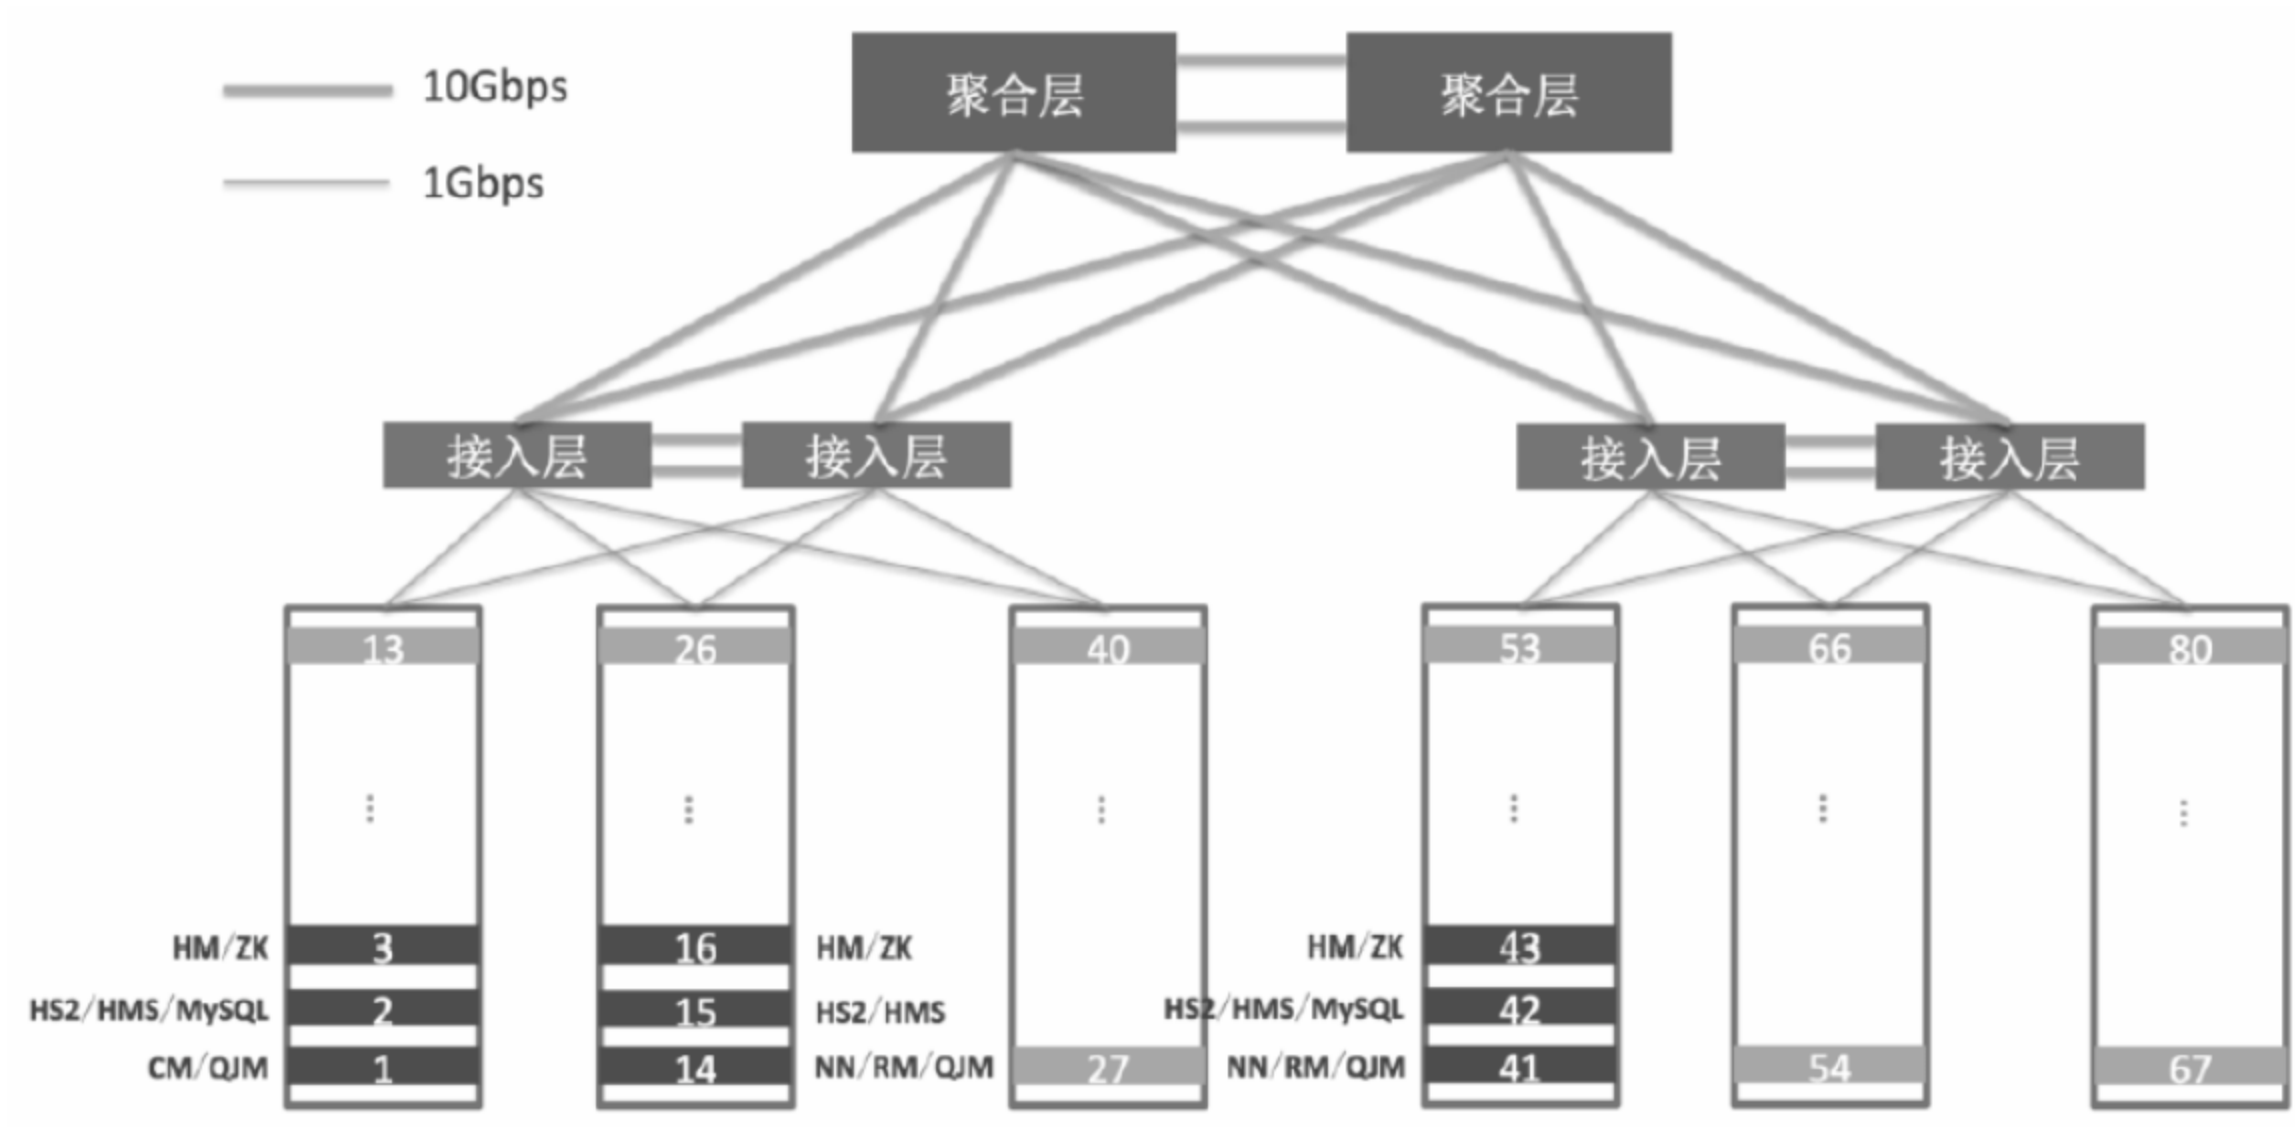 10Gbps
1Gbps
聚合层
聚合层
接入层
接入层
接入层
接入层
13
26
40
53
66
80
⋮
⋮
⋮
⋮
⋮
⋮
HM/ZK
3
16
HM/ZK
HM/ZK
43
HS2/HMS/MySQL
2
15
HS2/HMS
HS2/HMS/MySQL
42
CM/QJM
1
14
NN/RM/QJM
27
NN/RM/QJM
41
54
67